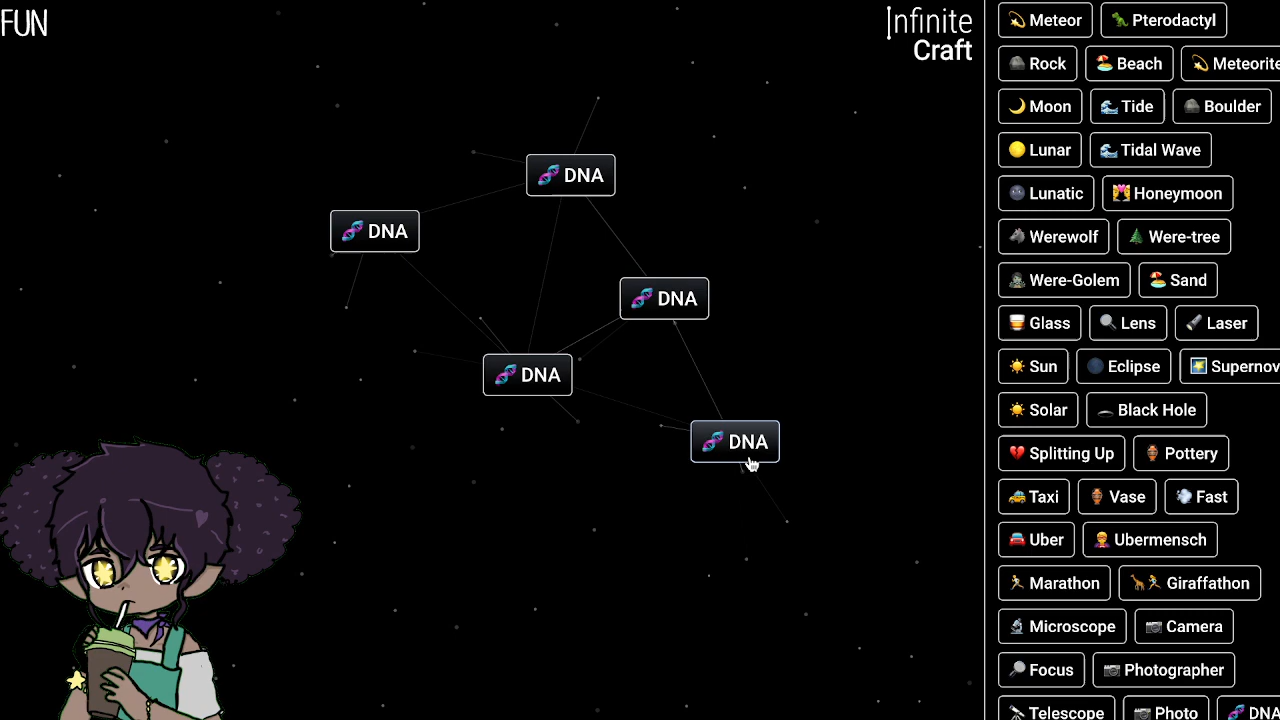 FUN
Infinite
Craft
DNA
DNA
DNA
DNA
DNA
Meteor
Pterodactyl
Rock
Beach
Meteorite
Moon
Tide
Boulder
Lunar
Tidal Wave
Lunatic
Honeymoon
Werewolf
Were-tree
Were-Golem
Sand
Glass
Lens
Laser
Sun
Eclipse
Supernov
Solar
Black Hole
Splitting Up
Pottery
Taxi
Vase
Fast
Uber
Ubermensch
Marathon
Giraffathon
Microscope
Camera
Focus
Photographer
Telescope
Photo
DNA